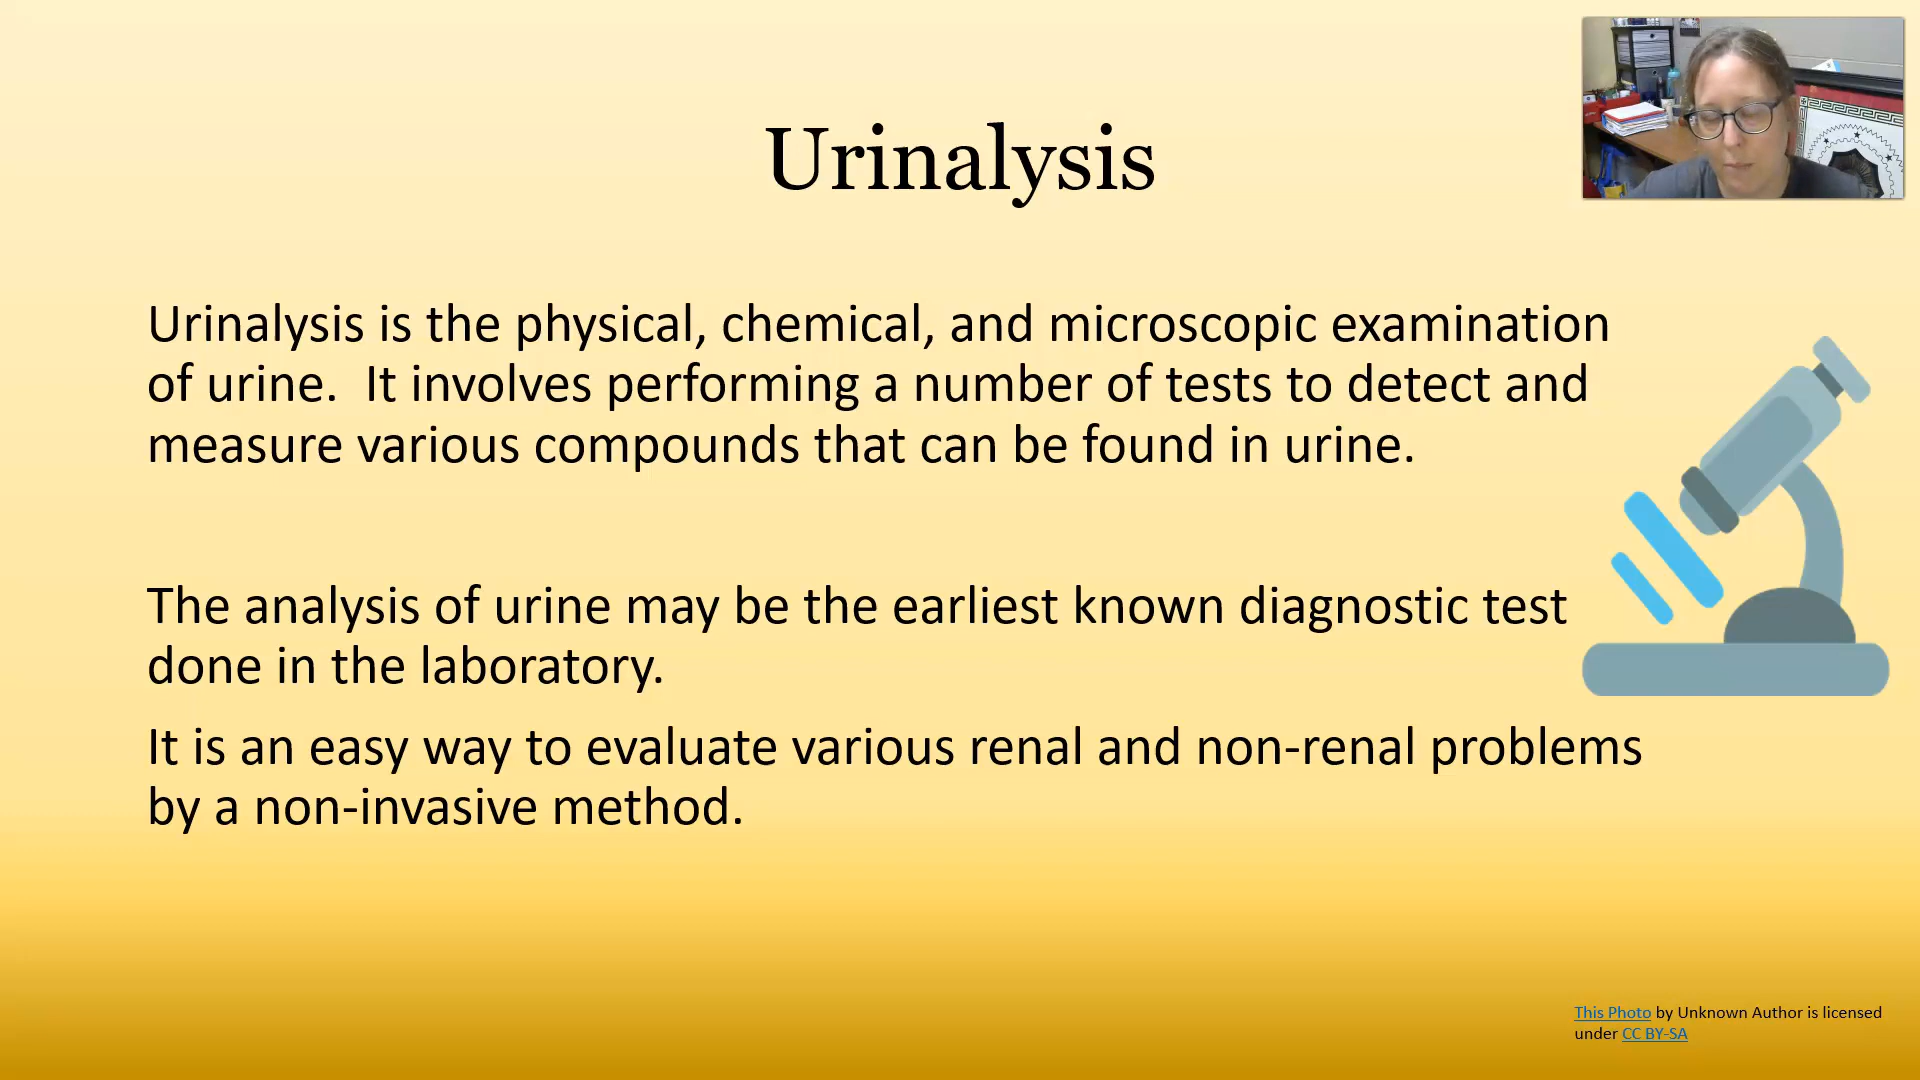 Urinalysis
Urinalysis is the physical, chemical, and microscopic examination
of urine.  It involves performing a number of tests to detect and
measure various compounds that can be found in urine.
The analysis of urine may be the earliest known diagnostic test
done in the laboratory.
It is an easy way to evaluate various renal and non-renal problems
by a non-invasive method.
This Photo by Unknown Author is licensed
under CC BY-SA